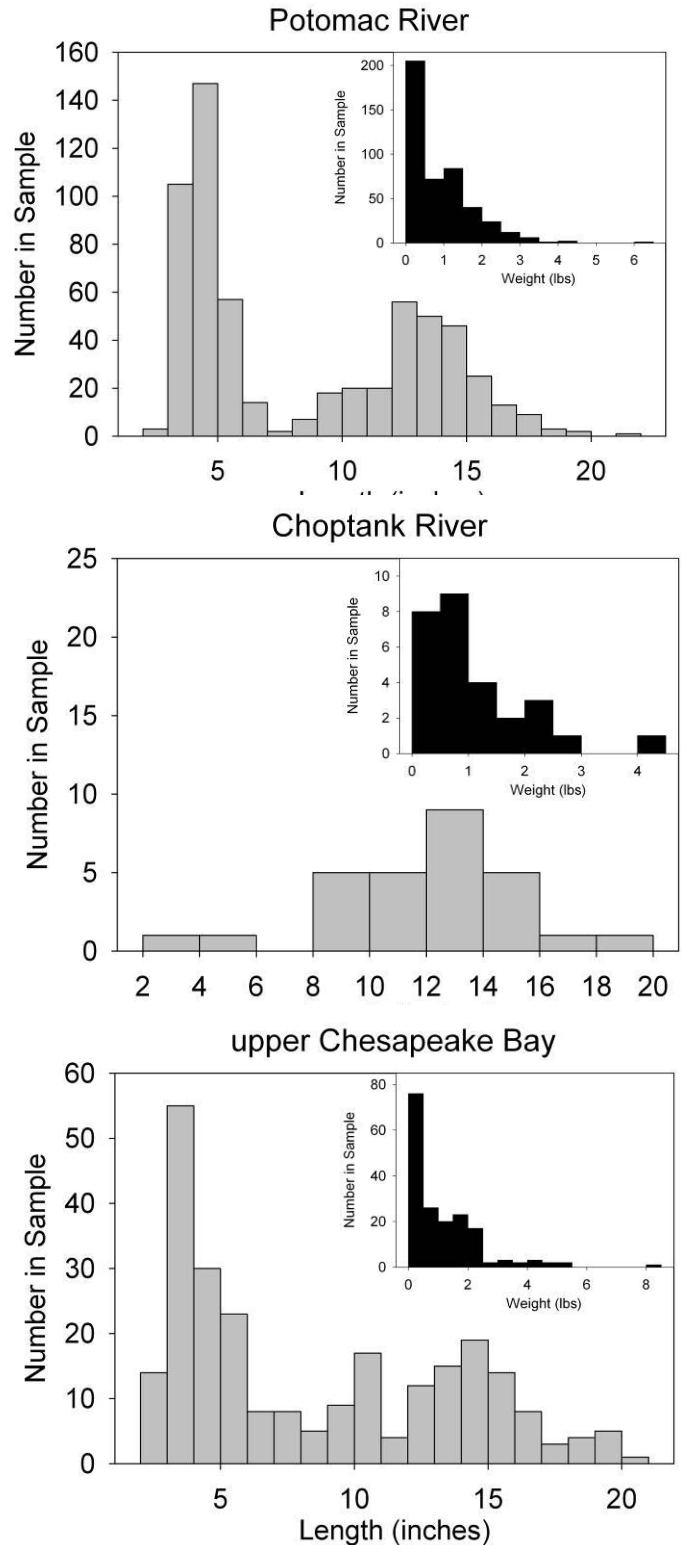 Potomac River
Number in Sample
160
140
120
100
80
60
40
20
0
5 10 15 20
Number in Sample
200
150
100
50
0
0 1 2 3 4 5 6
Weight (lbs)
Choptank River
Number in Sample
25
20
15
10
5
0
2 4 6 8 10 12 14 16 18 20
Number in Sample
10
8
6
4
2
0
0 1 2 3 4
Weight (lbs)
upper Chesapeake Bay
Number in Sample
60
50
40
30
20
10
0
5 10 15 20
Length (inches)
Number in Sample
80
60
40
20
0
0 2 4 6 8
Weight (lbs)